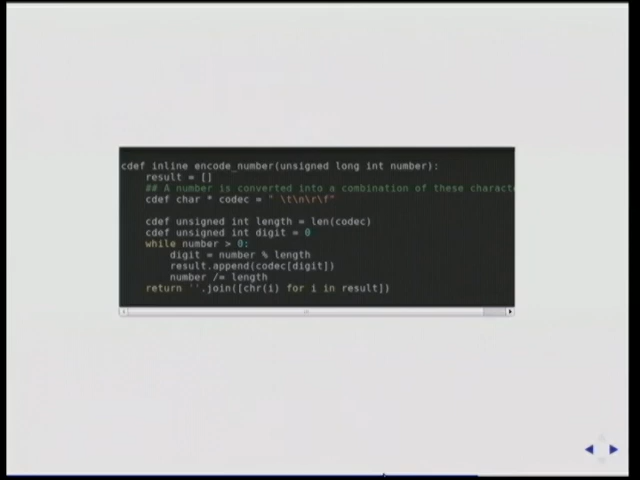 cdef inline encode_number(unsigned long int number):
result = []
## A number is converted into a combination of these characte
cdef char * codec = " \t\n\r\f"
cdef unsigned int length = len(codec)
cdef unsigned int digit = 0
while number > 0:
digit = number % length
result.append(codec[digit])
number /= length
return ''.join([chr(i) for i in result])